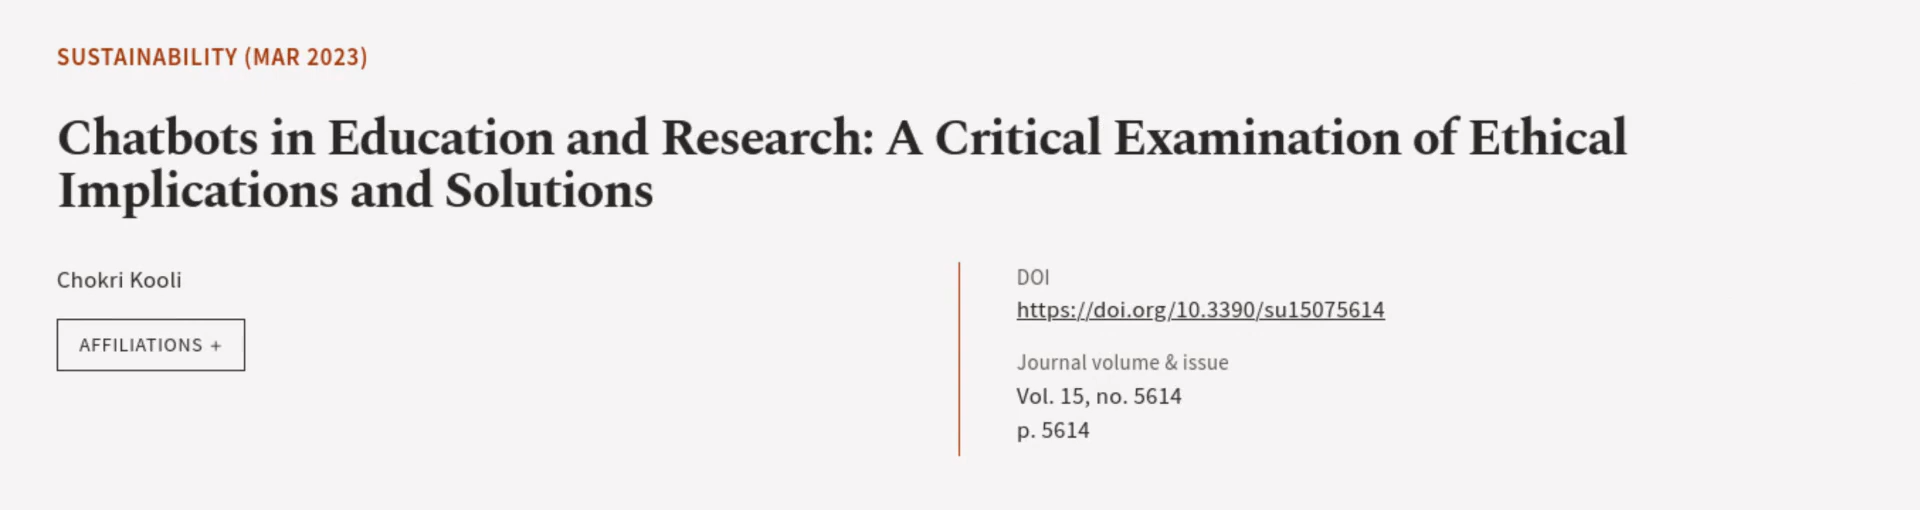 SUSTAINABILITY (MAR 2023)
Chatbots in Education and Research: A Critical Examination of Ethical
Implications and Solutions
Chokri Kooli
AFFILIATIONS +
DOI
https://doi.org/10.3390/su15075614
Journal volume & issue
Vol. 15, no. 5614
p. 5614